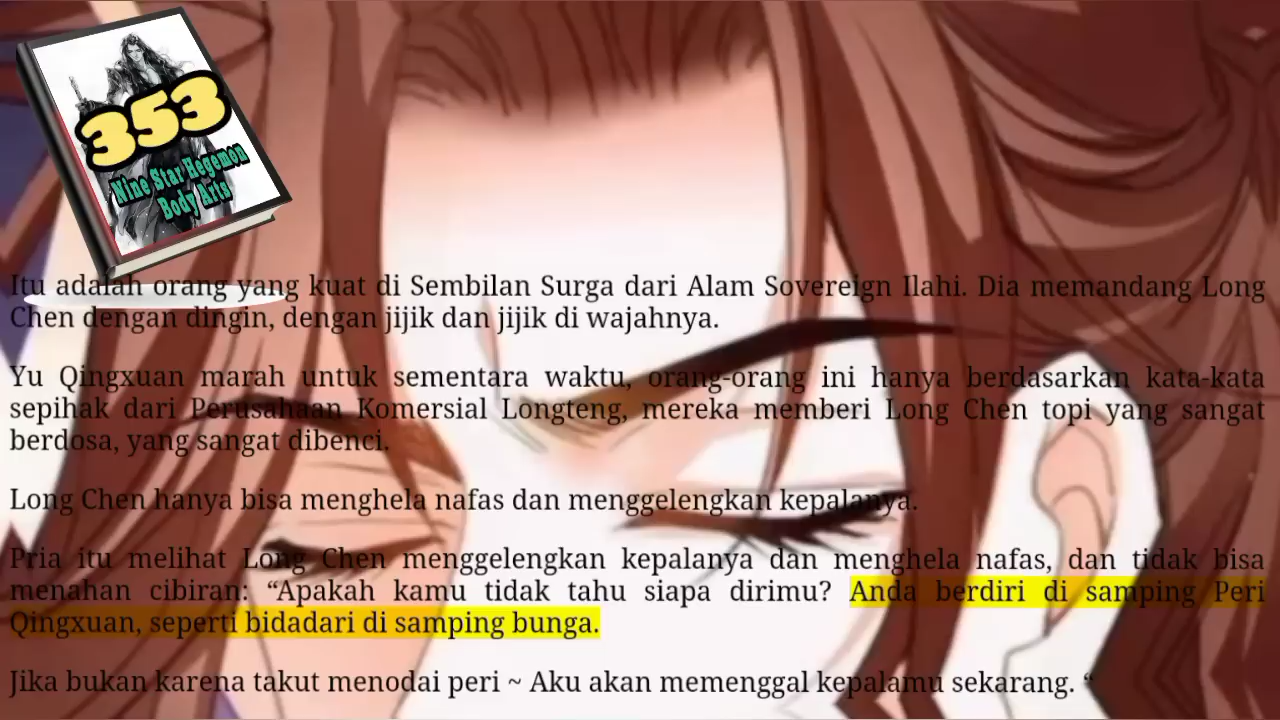 353
Nine Star Hegemon
Body Arts
Itu adalah orang yang kuat di Sembilan Surga dari Alam Sovereign Ilahi. Dia memandang Long
Chen dengan dingin, dengan jijik dan jijik di wajahnya.
Yu Qingxuan marah untuk sementara waktu, orang-orang ini hanya berdasarkan kata-kata
sepihak dari Perusahaan Komersial Longteng, mereka memberi Long Chen topi yang sangat
berdosa, yang sangat dibenci.
Long Chen hanya bisa menghela nafas dan menggelengkan kepalanya.
Pria itu melihat Long Chen menggelengkan kepalanya dan menghela nafas, dan tidak bisa
menahan cibiran: “Apakah kamu tidak tahu siapa dirimu? Anda berdiri di samping Peri
Qingxuan, seperti bidadari di samping bunga.
Jika bukan karena takut menodai peri ~ Aku akan memenggal kepalamu sekarang. “